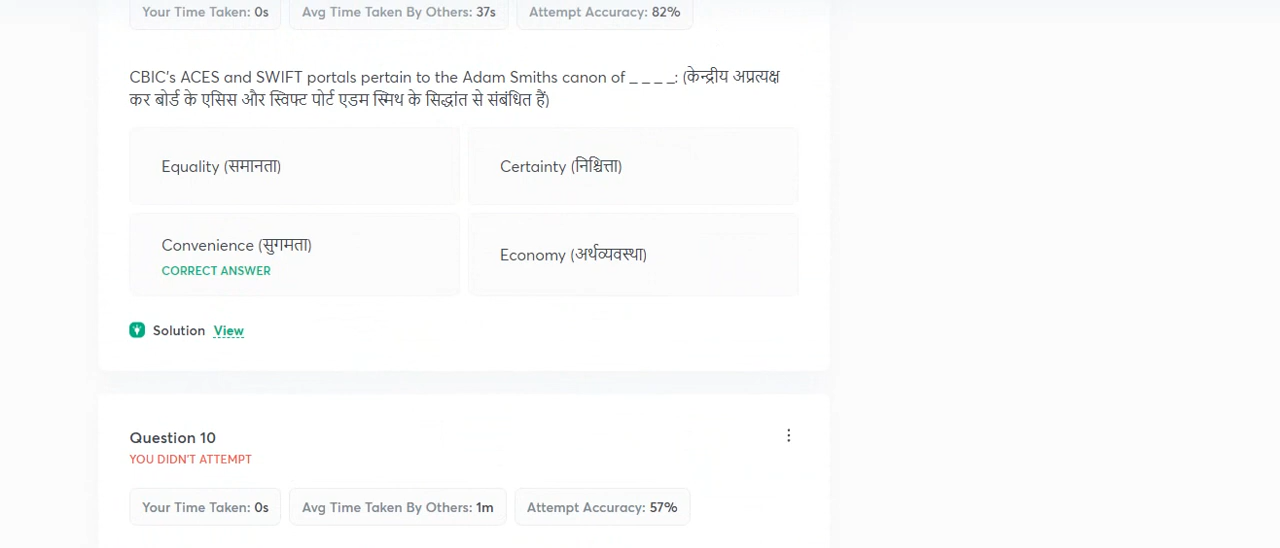 Your Time Taken: 0s Avg Time Taken By Others: 37s Attempt Accuracy: 82%
CBIC's ACES and SWIFT portals pertain to the Adam Smiths canon of _ _ _ _: (केन्द्रीय अप्रत्यक्ष
कर बोर्ड के एसिस और स्विफ्ट पोर्ट एडम स्मिथ के सिद्धांत से संबंधित हैं)
Equality (समानता) Certainty (निश्चित्ता)
Convenience (सुगमता)
CORRECT ANSWER
Economy (अर्थव्यवस्था)
Solution View
Question 10
YOU DIDN'T ATTEMPT
Your Time Taken: 0s Avg Time Taken By Others: 1m Attempt Accuracy: 57%